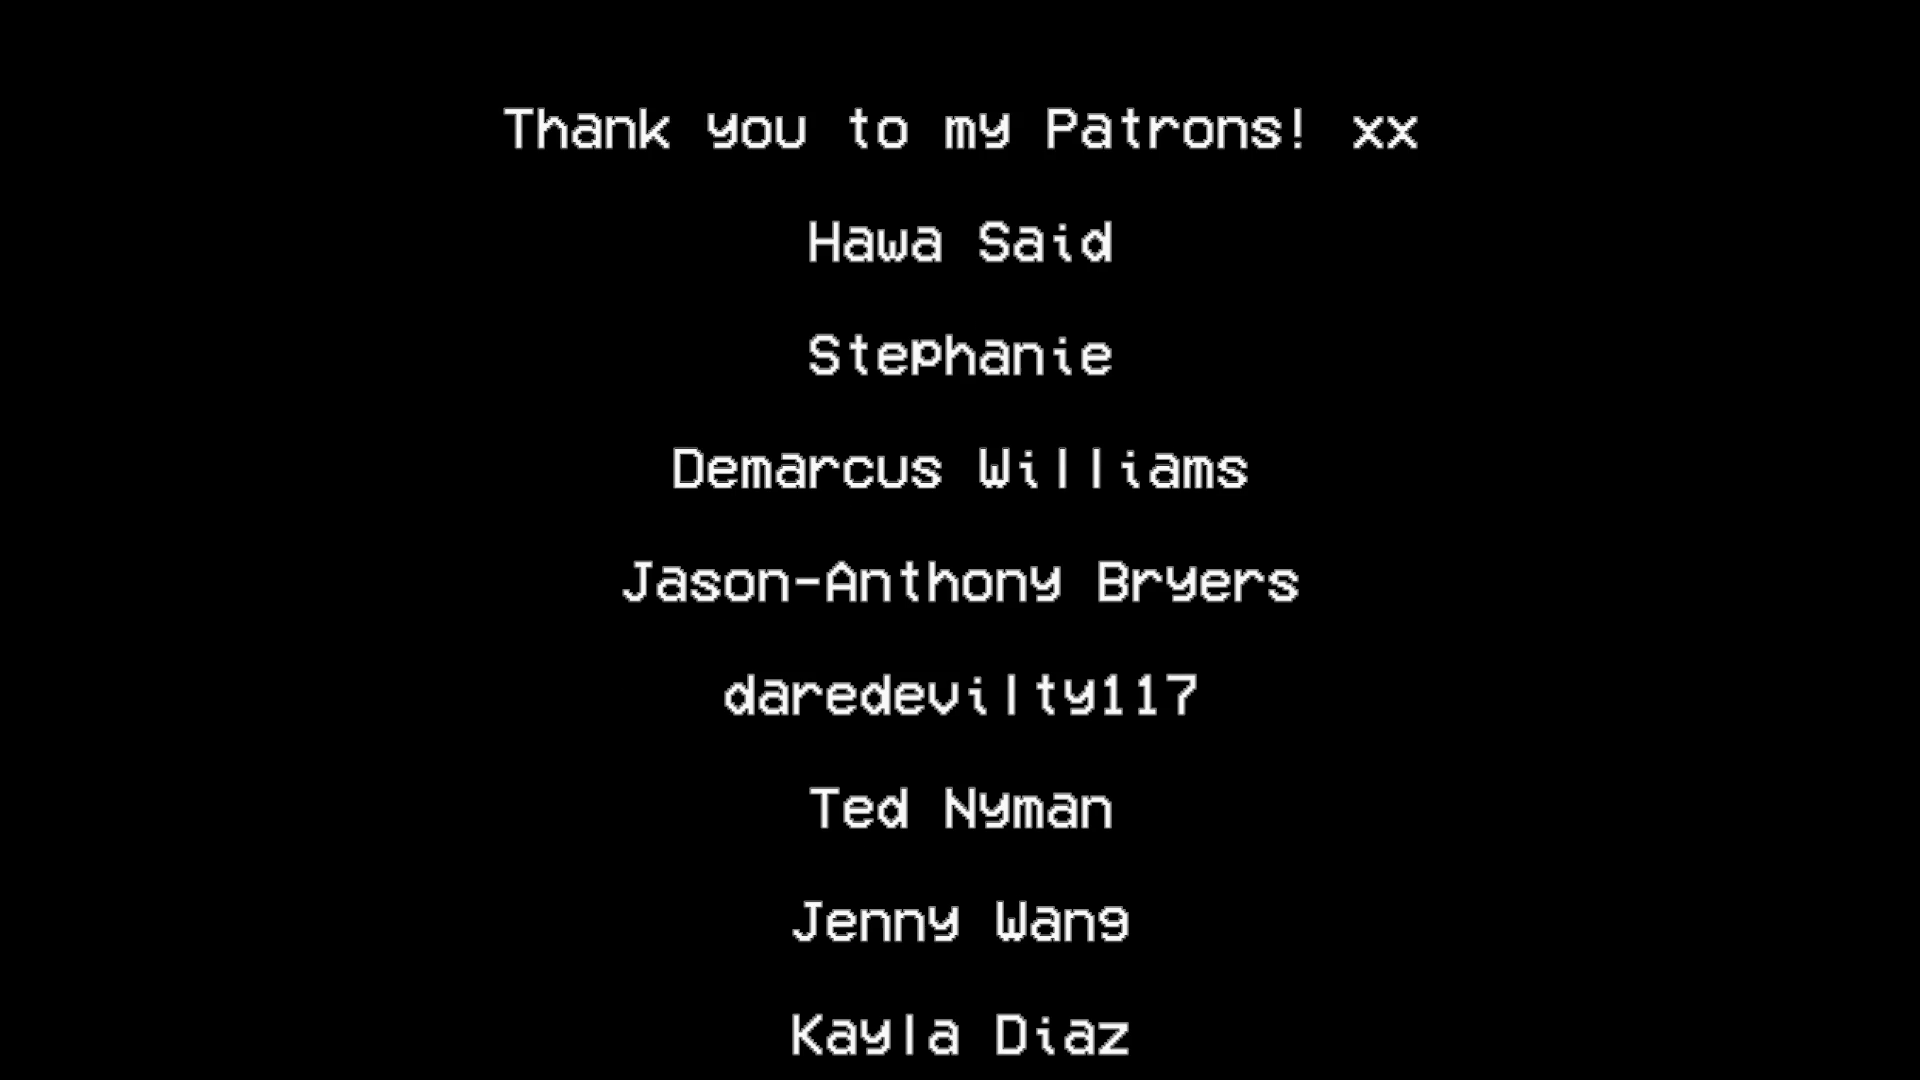 Thank you to my Patrons! xx
Hawa Said
Stephanie
Demarcus Williams
Jason-Anthony Bryers
daredevilty117
Ted Nyman
Jenny Wang
Kayla Diaz